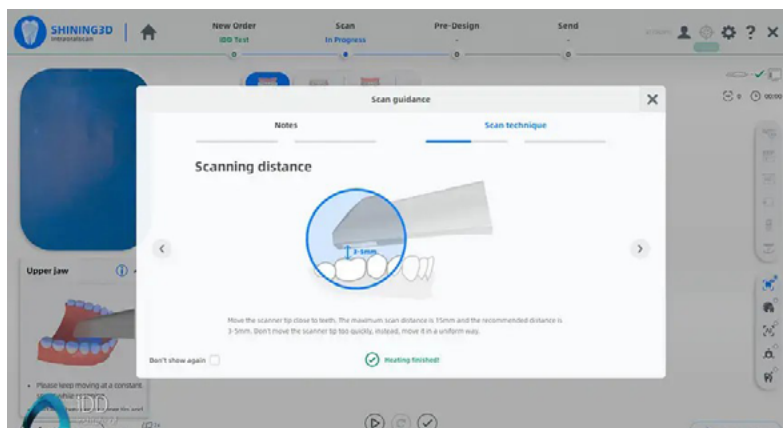 SHINING3D
IntraoralScan
New Order
IDD Test
Scan
In Progress
Pre-Design
-
Send
-
Scan guidance
Notes
Scan technique
Scanning distance
3-5mm
Move the scanner tip close to teeth. The maximum scan distance is 15mm and the recommended distance is
3-5mm. Don't move the scanner tip too quickly, instead, move it in a uniform way.
Don't show again
Heating finished!
0
00:00
Upper jaw
Please keep moving at a constant
IDD